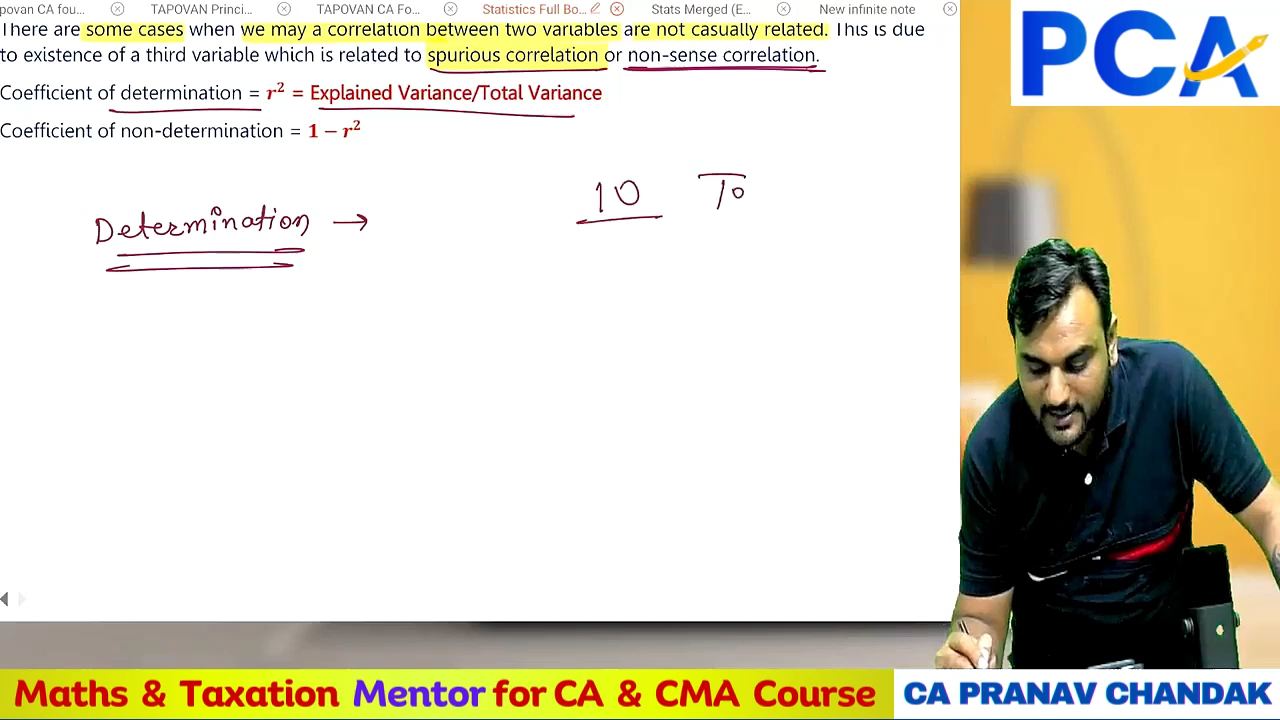 povan CA fou... TAPOVAN Princi... TAPOVAN CA Fo... Statistics Full Bo... Stats Merged (E... New infinite note
There are some cases when we may a correlation between two variables are not casually related. This is due
to existence of a third variable which is related to spurious correlation or non-sense correlation.
Coefficient of determination = r² = Explained Variance/Total Variance
Coefficient of non-determination = 1 − r²
Determination → 10
PCA
Maths & Taxation Mentor for CA & CMA Course
CA PRANAV CHANDAK